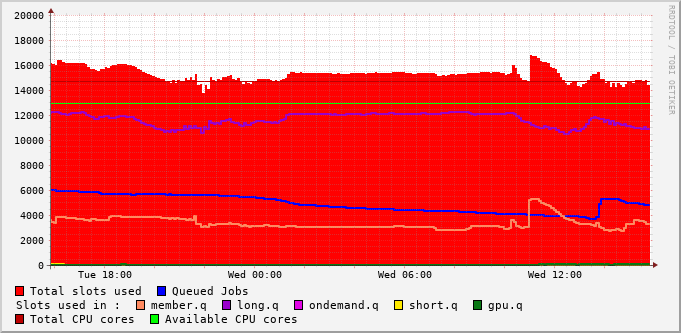 20000
18000
16000
14000
12000
10000
8000
6000
4000
2000
0
Tue 18:00 Wed 00:00 Wed 06:00 Wed 12:00
Total slots used Queued Jobs
Slots used in : member.q long.q ondemand.q short.q gpu.q
Total CPU cores Available CPU cores
RRDTOOL / TOBI OETIKER